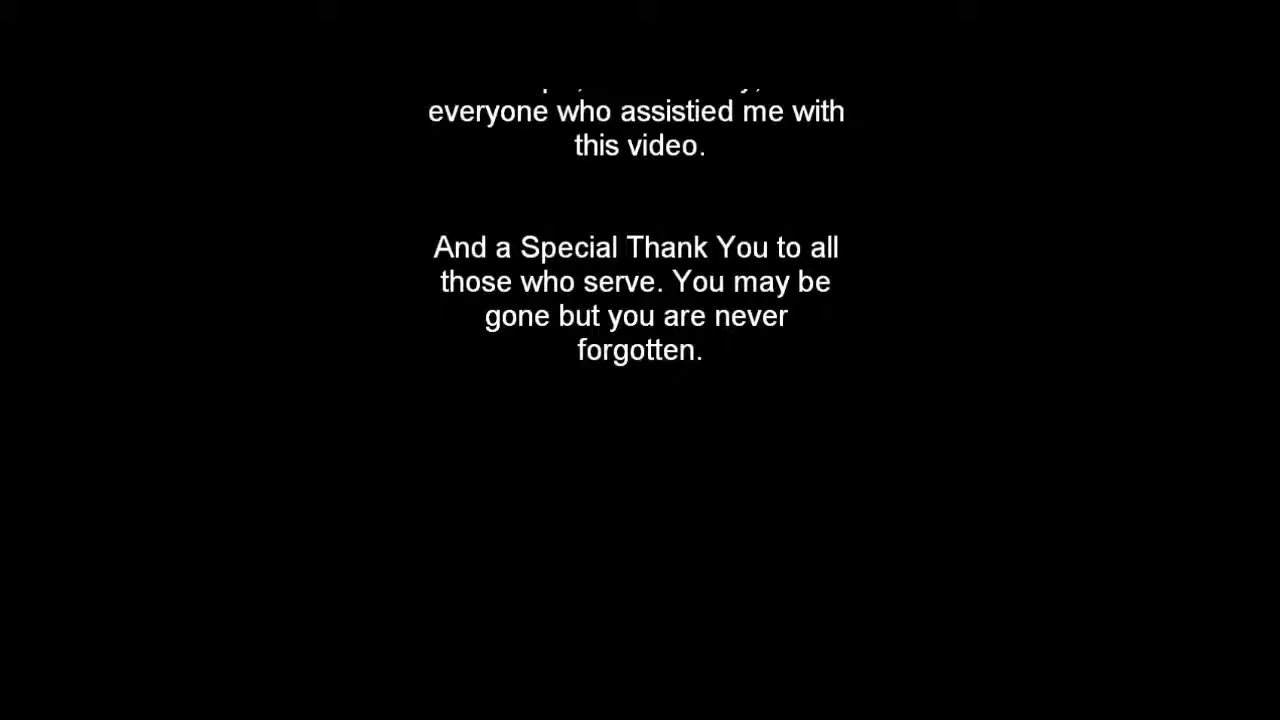 everyone who assistied me with
this video.
And a Special Thank You to all
those who serve. You may be
gone but you are never
forgotten.